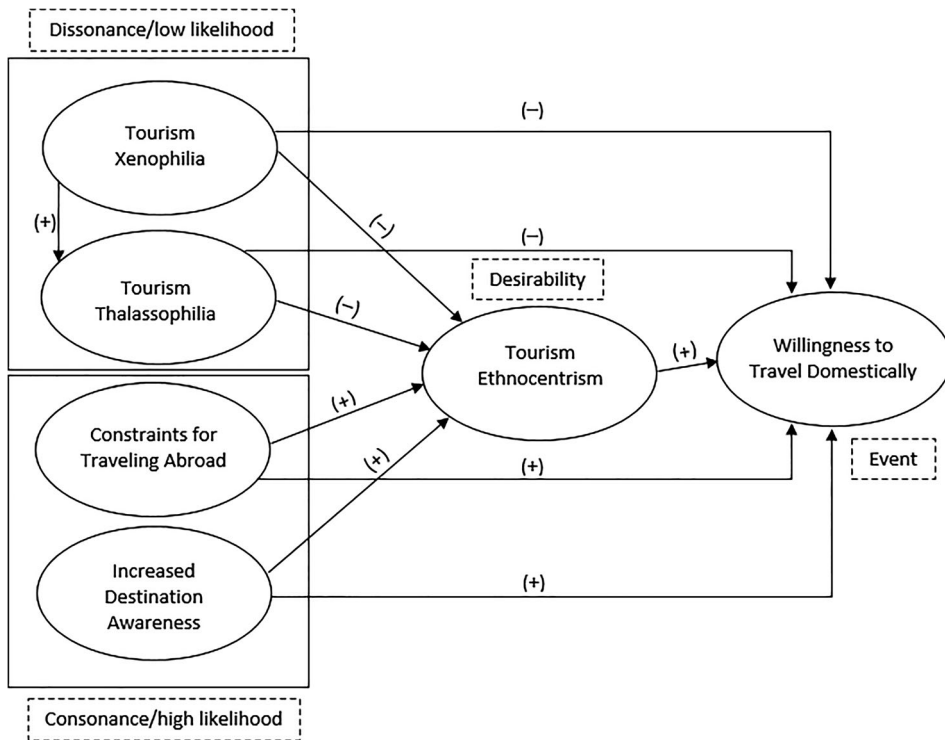 Dissonance/low likelihood
Tourism
Xenophilia
(−)
(+)
(−)
Tourism
Thalassophilia
(−)
(−)
Desirability
Tourism
Ethnocentrism
(+)
Willingness to
Travel Domestically
Constraints for
Traveling Abroad
(+)
(+)
(+)
Event
Increased
Destination
Awareness
(+)
Consonance/high likelihood